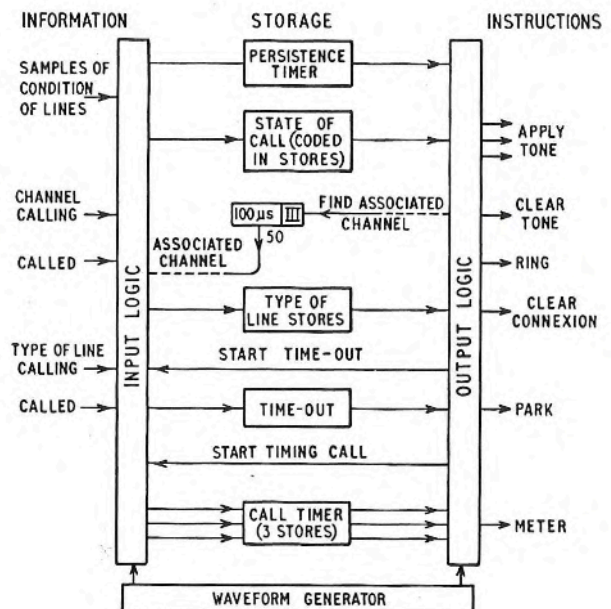 INFORMATION
STORAGE
INSTRUCTIONS
PERSISTENCE
TIMER
SAMPLES OF
CONDITION
OF LINES
STATE OF
CALL (CODED
IN STORES)
APPLY
TONE
CHANNEL
CALLING
100 μs
III
FIND ASSOCIATED
CHANNEL
CLEAR
TONE
50
ASSOCIATED
CHANNEL
CALLED
RING
INPUT LOGIC
OUTPUT LOGIC
TYPE OF
LINE STORES
CLEAR
CONNEXION
TYPE OF LINE
CALLING
START TIME-OUT
CALLED
TIME-OUT
PARK
START TIMING CALL
CALL TIMER
(3 STORES)
METER
WAVEFORM GENERATOR